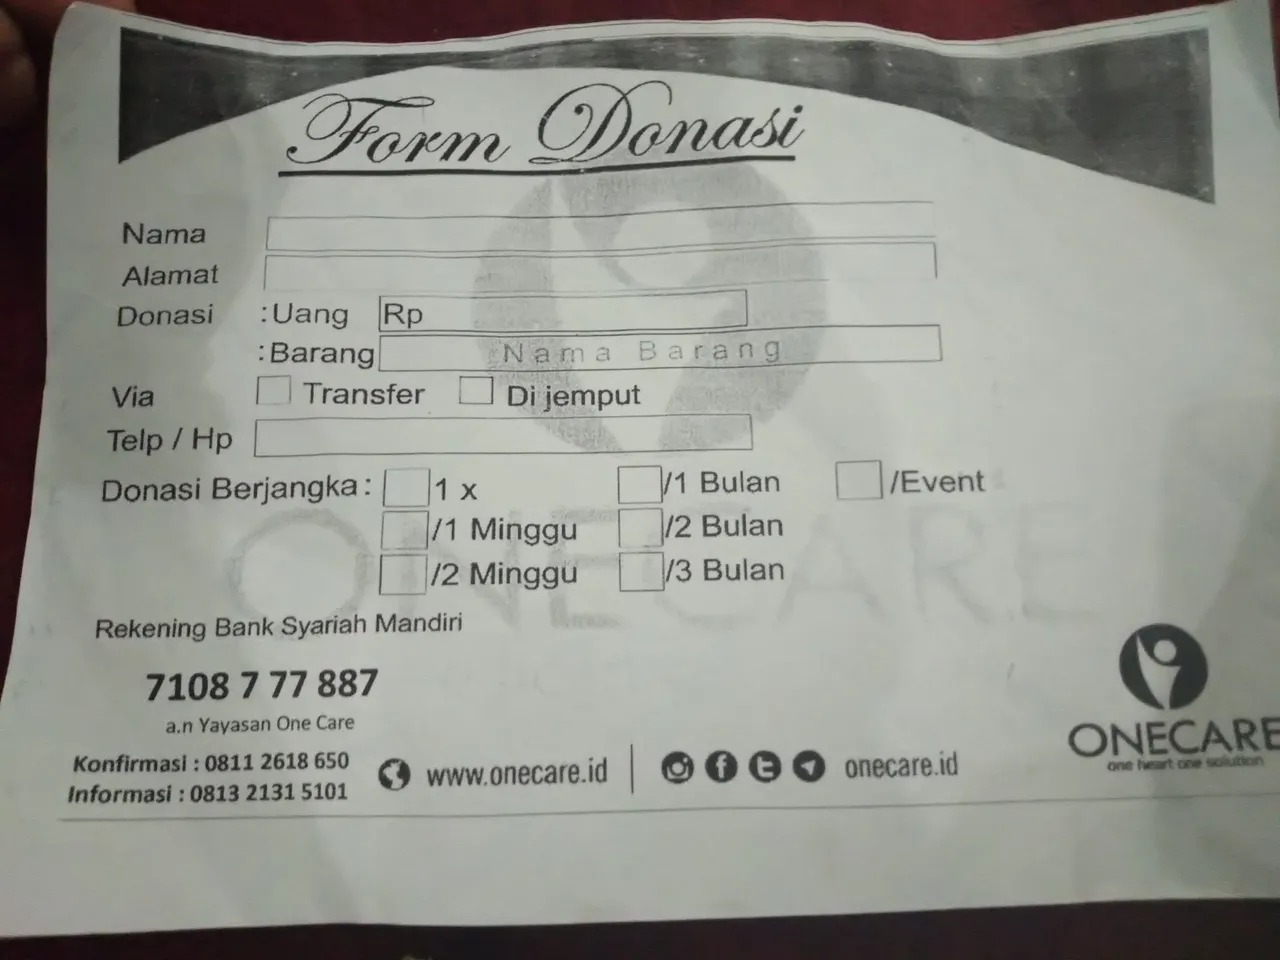 Form Donasi
Nama
Alamat
Donasi :Uang Rp
:Barang Nama Barang
Via Transfer Di jemput
Telp / Hp
Donasi Berjangka: 1 x /1 Bulan /Event
/1 Minggu /2 Bulan
/2 Minggu /3 Bulan
ONECARE
Rekening Bank Syariah Mandiri
7108 7 77 887
a.n Yayasan One Care
Konfirmasi : 0811 2618 650
Informasi : 0813 2131 5101
www.onecare.id
onecare.id
ONECARE
one heart one solution